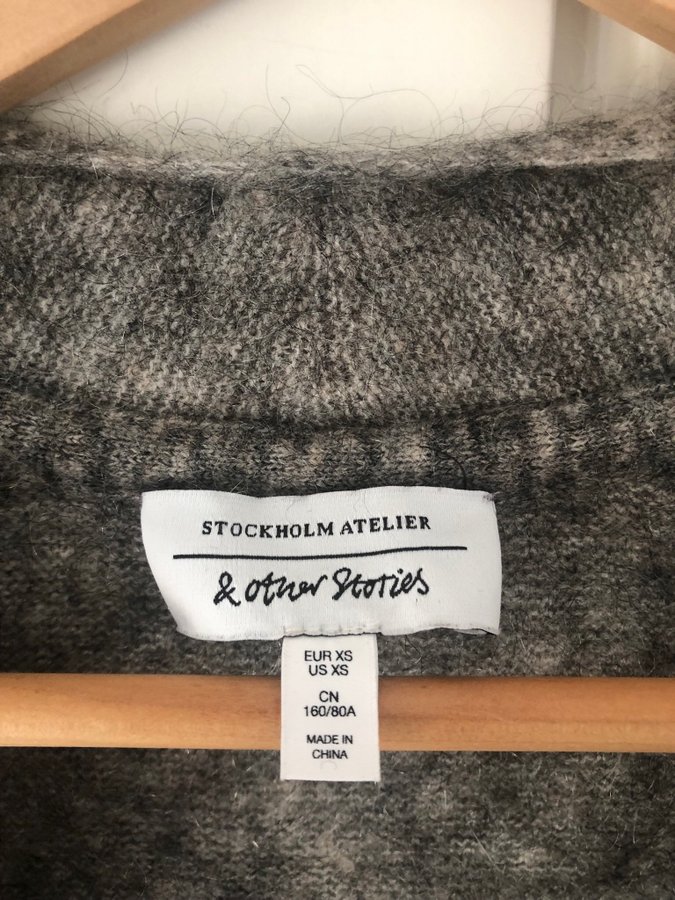 STOCKHOLM ATELIER
& Other Stories
EUR XS
US XS
CN
160/80A
MADE IN
CHINA